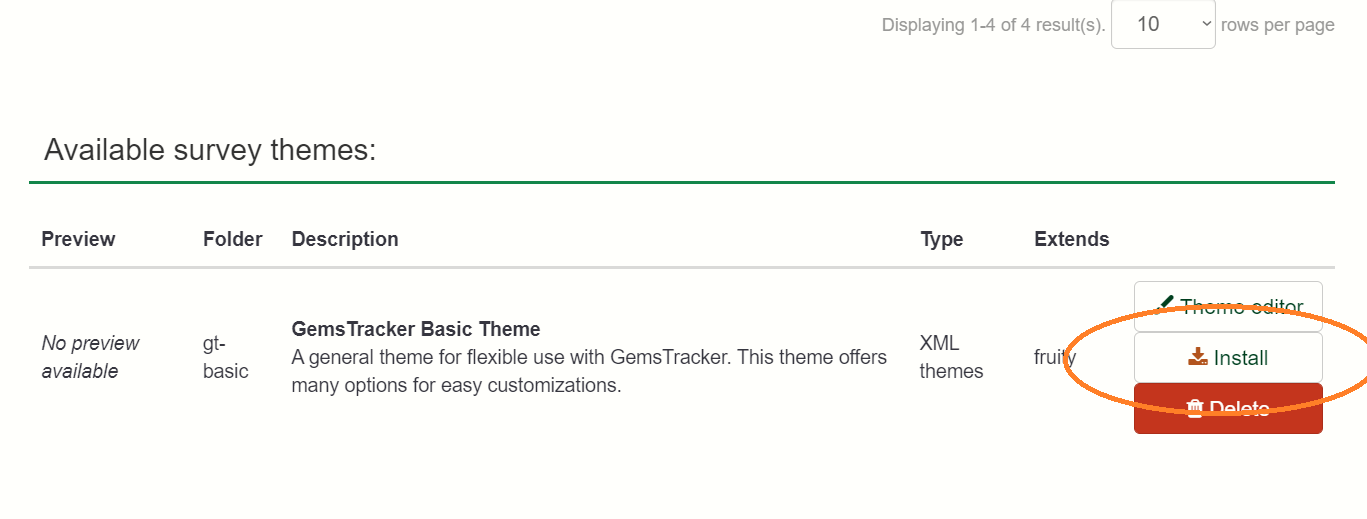 Displaying 1-4 of 4 result(s). 10 rows per page
Available survey themes:
Preview Folder Description Type Extends
No preview available
gt-basic
GemsTracker Basic Theme
A general theme for flexible use with GemsTracker. This theme offers
many options for easy customizations.
XML themes
fruity
Theme editor
Install
Delete